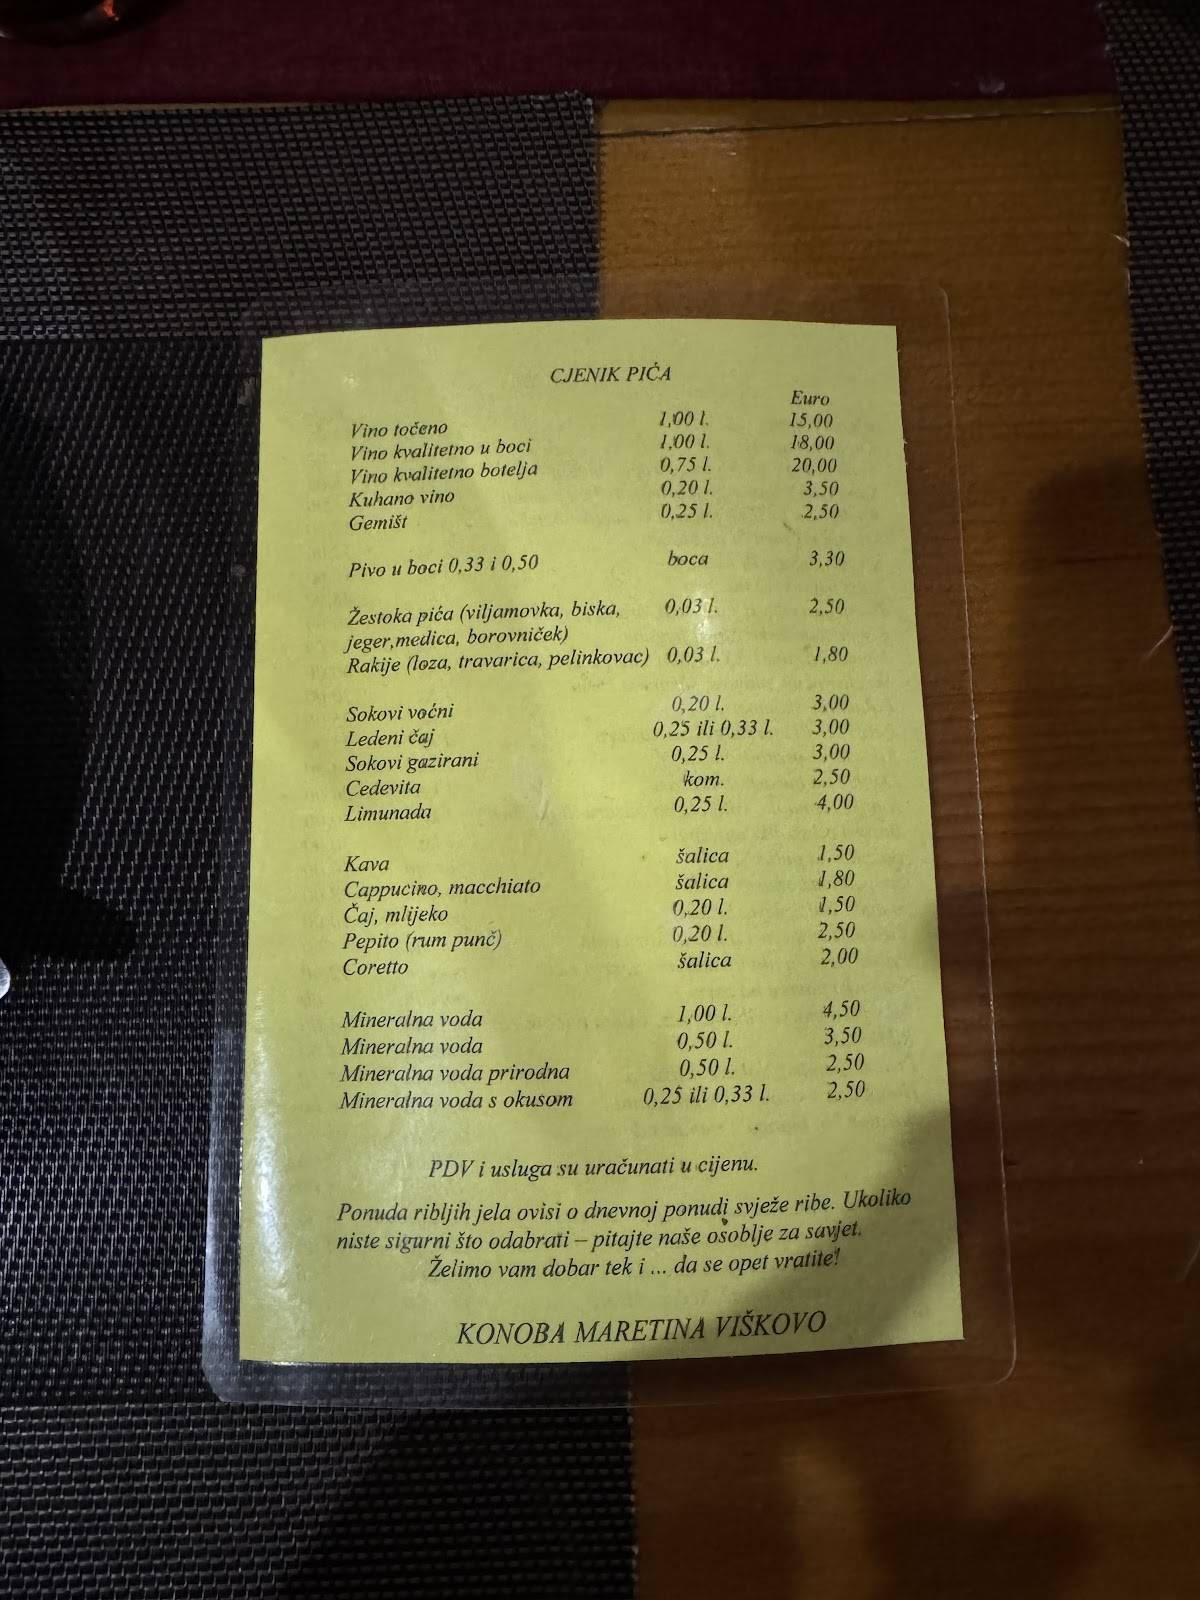 CJENIK PIĆA
Euro
Vino točeno 1,00 l. 15,00
Vino kvalitetno u boci 1,00 l. 18,00
Vino kvalitetno botelja 0,75 l. 20,00
Kuhano vino 0,20 l. 3,50
Gemišt 0,25 l. 2,50
Pivo u boci 0,33 i 0,50 boca 3,30
Žestoka pića (viljamovka, biska, 0,03 l. 2,50
jeger,medica, borovniček)
Rakije (loza, travarica, pelinkovac) 0,03 l. 1,80
Sokovi voćni 0,20 l. 3,00
Ledeni čaj 0,25 ili 0,33 l. 3,00
Sokovi gazirani 0,25 l. 3,00
Cedevita kom. 2,50
Limunada 0,25 l. 4,00
Kava šalica 1,50
Cappucino, macchiato šalica 1,80
Čaj, mlijeko 0,20 l. 1,50
Pepito (rum punč) 0,20 l. 2,50
Coretto šalica 2,00
Mineralna voda 1,00 l. 4,50
Mineralna voda 0,50 l. 3,50
Mineralna voda prirodna 0,50 l. 2,50
Mineralna voda s okusom 0,25 ili 0,33 l. 2,50
PDV i usluga su uračunati u cijenu.
Ponuda ribljih jela ovisi o dnevnoj ponudi svježe ribe. Ukoliko
niste sigurni što odabrati – pitajte naše osoblje za savjet.
Želimo vam dobar tek i ... da se opet vratite!
KONOBA MARETINA VIŠKOVO